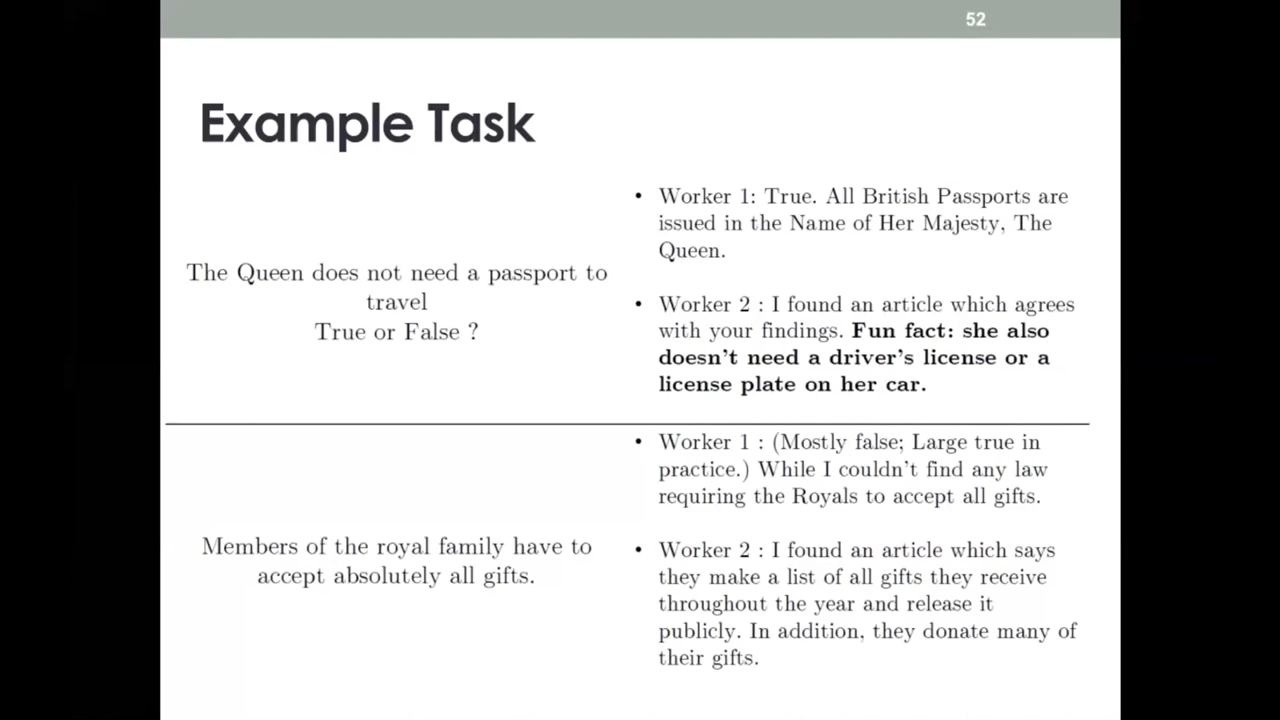 52
Example Task
The Queen does not need a passport to
travel
True or False ?
• Worker 1: True. All British Passports are
issued in the Name of Her Majesty, The
Queen.
• Worker 2 : I found an article which agrees
with your findings. Fun fact: she also
doesn't need a driver's license or a
license plate on her car.
Members of the royal family have to
accept absolutely all gifts.
• Worker 1 : (Mostly false; Large true in
practice.) While I couldn't find any law
requiring the Royals to accept all gifts.
• Worker 2 : I found an article which says
they make a list of all gifts they receive
throughout the year and release it
publicly. In addition, they donate many of
their gifts.